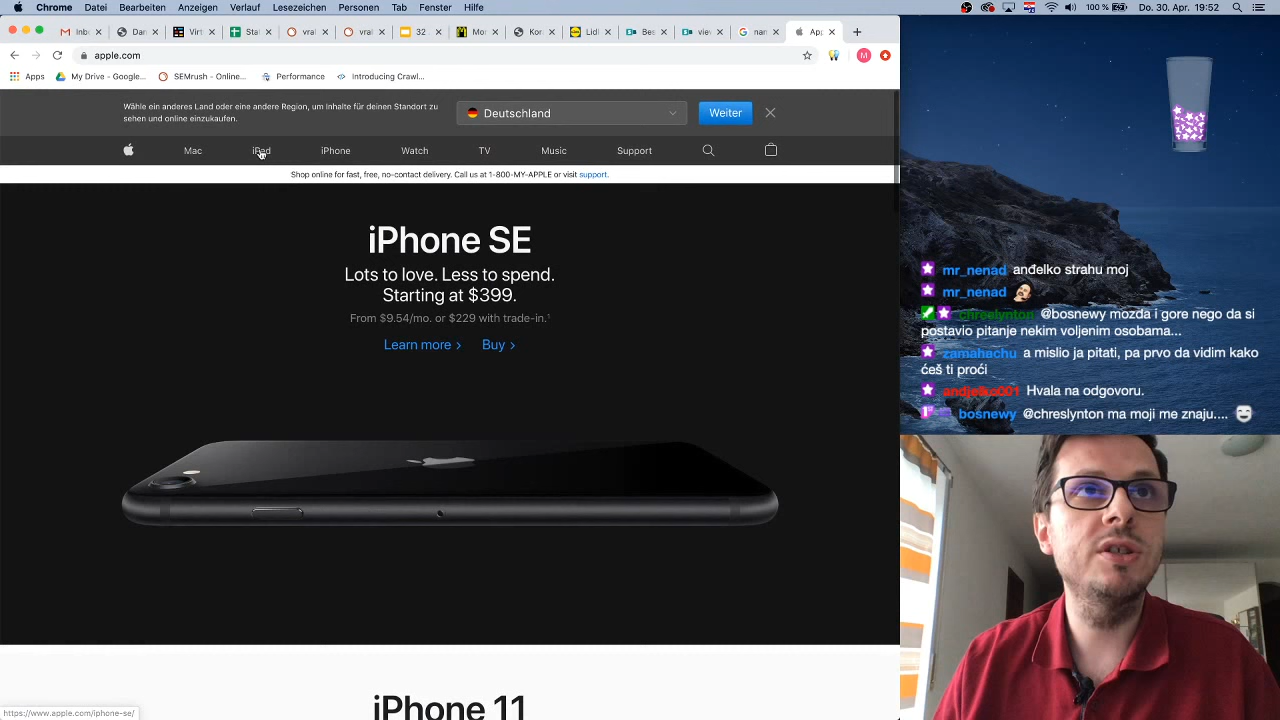 Chrome Datei Bearbeiten Anzeigen Verlauf Lesezeichen Personen Tab Fenster Hilfe
100 % Do. 30. Apr. 19:52
apple.com
M
Apps My Drive - Google... SEMrush - Online... Performance Introducing Crawl...
Wähle ein anderes Land oder eine andere Region, um Inhalte für deinen Standort zu
sehen und online einzukaufen.
Deutschland
Weiter
Mac iPad iPhone Watch TV Music Support
Shop online for fast, free, no-contact delivery. Call us at 1-800-MY-APPLE or visit support.
iPhone SE
Lots to love. Less to spend.
Starting at $399.
From $9.54/mo. or $229 with trade-in.¹
Learn more > Buy >
iPhone 11
https://www.apple.com/iphone-se/
mr_nenad anđelko strahu moj
mr_nenad
chreslynton @bosnewy mozda i gore nego da si
postavio pitanje nekim voljenim osobama...
zamahachu a mislio ja pitati, pa prvo da vidim kako
ćeš ti proći
Hvala na odgovoru.
bosnewy @chreslynton ma moji me znaju....